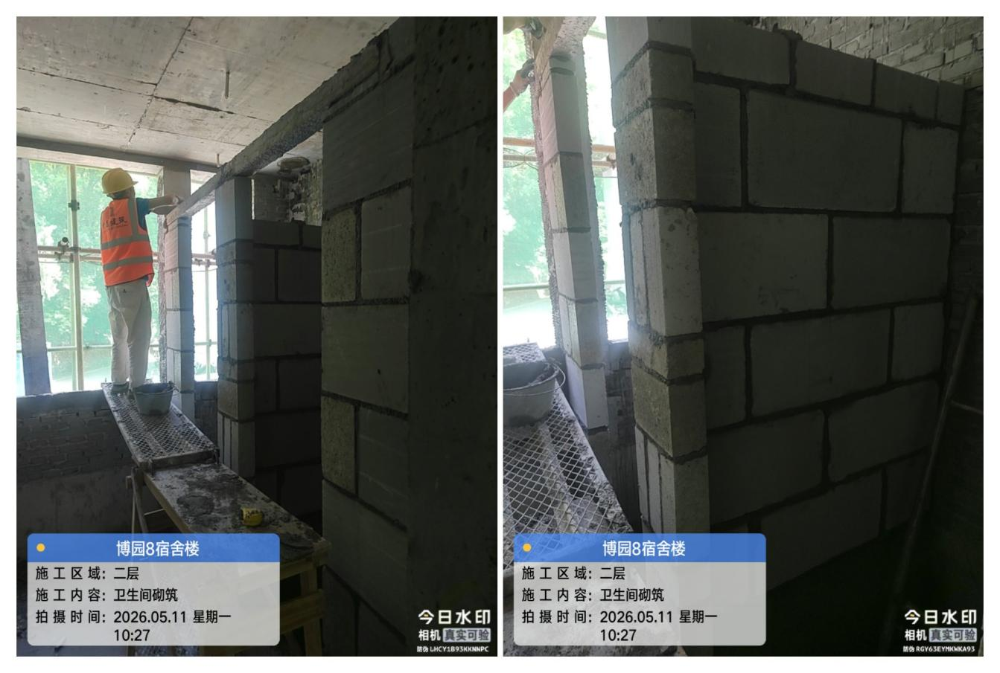 博园8宿舍楼
施工区域：二层
施工内容：卫生间砌筑
拍摄时间：2026.05.11 星期一
10:27
今日水印
相机 真实可验
防伪 LHCY1B93KKNNPC
博园8宿舍楼
施工区域：二层
施工内容：卫生间砌筑
拍摄时间：2026.05.11 星期一
10:27
今日水印
相机 真实可验
防伪 RGY63EYMKWKA93